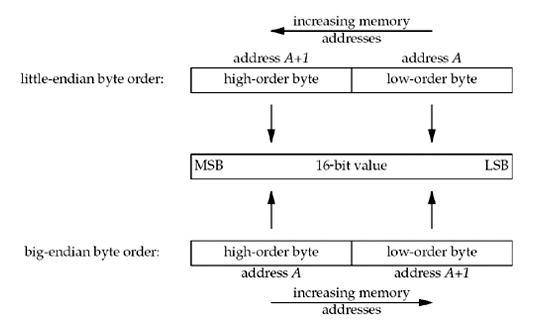 increasing memory
addresses
address A+1 address A
little-endian byte order: high-order byte low-order byte
MSB 16-bit value LSB
big-endian byte order: high-order byte low-order byte
address A address A+1
increasing memory
addresses